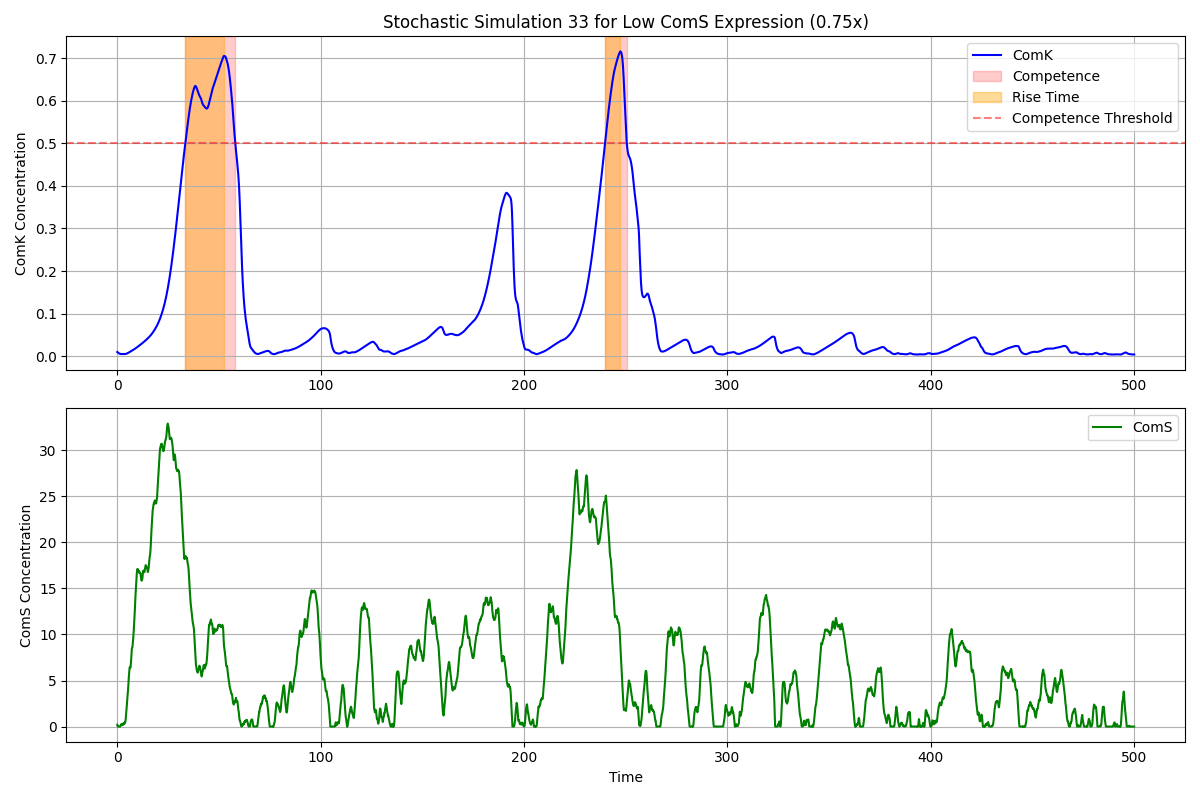 Stochastic Simulation 33 for Low ComS Expression (0.75x)
ComK Concentration
0.7
0.6
0.5
0.4
0.3
0.2
0.1
0.0
ComK
Competence
Rise Time
Competence Threshold
0 100 200 300 400 500
ComS Concentration
30
25
20
15
10
5
0
ComS
0 100 200 300 400 500
Time